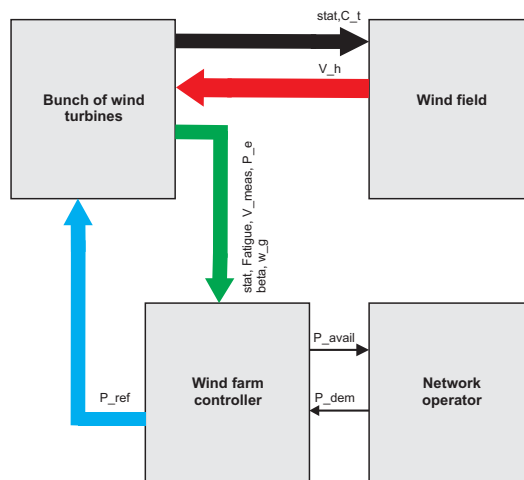 stat,C_t
V_h
Bunch of wind
turbines
Wind field
stat, Fatigue, V_meas, P_e
beta, w_g
P_avail
Wind farm
controller
Network
operator
P_ref
P_dem